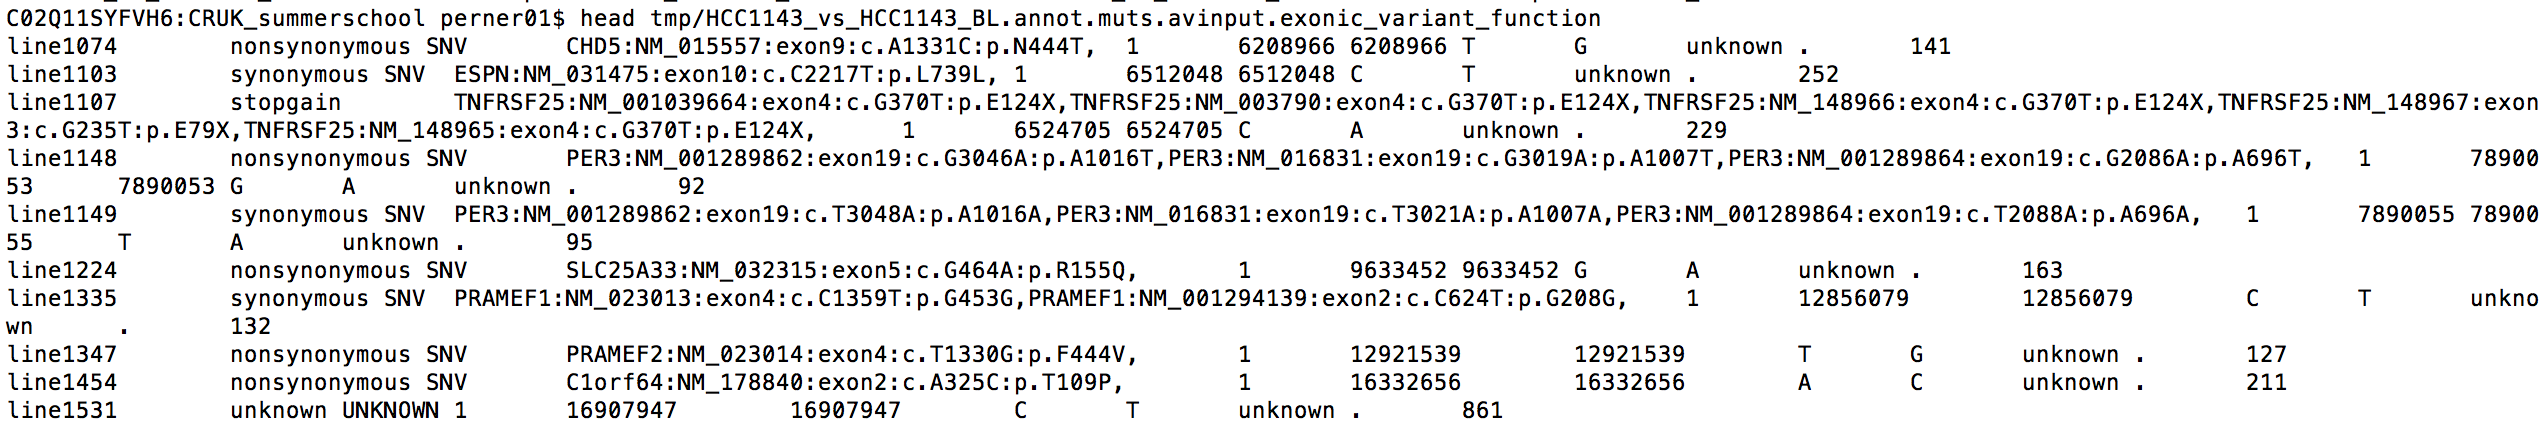 C02Q11SYFVH6:CRUK_summerschool perner01$ head tmp/HCC1143_vs_HCC1143_BL.annot.muts.avinput.exonic_variant_function
line1074 nonsynonymous SNV CHD5:NM_015557:exon9:c.A1331C:p.N444T, 1 6208966 6208966 T G unknown . 141
line1103 synonymous SNV ESPN:NM_031475:exon10:c.C2217T:p.L739L, 1 6512048 6512048 C T unknown . 252
line1107 stopgain TNFRSF25:NM_001039664:exon4:c.G370T:p.E124X,TNFRSF25:NM_003790:exon4:c.G370T:p.E124X,TNFRSF25:NM_148966:exon4:c.G370T:p.E124X,TNFRSF25:NM_148967:exon
3:c.G235T:p.E79X,TNFRSF25:NM_148965:exon4:c.G370T:p.E124X, 1 6524705 6524705 C A unknown . 229
line1148 nonsynonymous SNV PER3:NM_001289862:exon19:c.G3046A:p.A1016T,PER3:NM_016831:exon19:c.G3019A:p.A1007T,PER3:NM_001289864:exon19:c.G2086A:p.A696T, 1 78900
53 7890053 G A unknown . 92
line1149 synonymous SNV PER3:NM_001289862:exon19:c.T3048A:p.A1016A,PER3:NM_016831:exon19:c.T3021A:p.A1007A,PER3:NM_001289864:exon19:c.T2088A:p.A696A, 1 7890055 78900
55 T A unknown . 95
line1224 nonsynonymous SNV SLC25A33:NM_032315:exon5:c.G464A:p.R155Q, 1 9633452 9633452 G A unknown . 163
line1335 synonymous SNV PRAMEF1:NM_023013:exon4:c.C1359T:p.G453G,PRAMEF1:NM_001294139:exon2:c.C624T:p.G208G, 1 12856079 12856079 C T unkno
wn . 132
line1347 nonsynonymous SNV PRAMEF2:NM_023014:exon4:c.T1330G:p.F444V, 1 12921539 12921539 T G unknown . 127
line1454 nonsynonymous SNV C1orf64:NM_178840:exon2:c.A325C:p.T109P, 1 16332656 16332656 A C unknown . 211
line1531 unknown UNKNOWN 1 16907947 16907947 C T unknown . 861